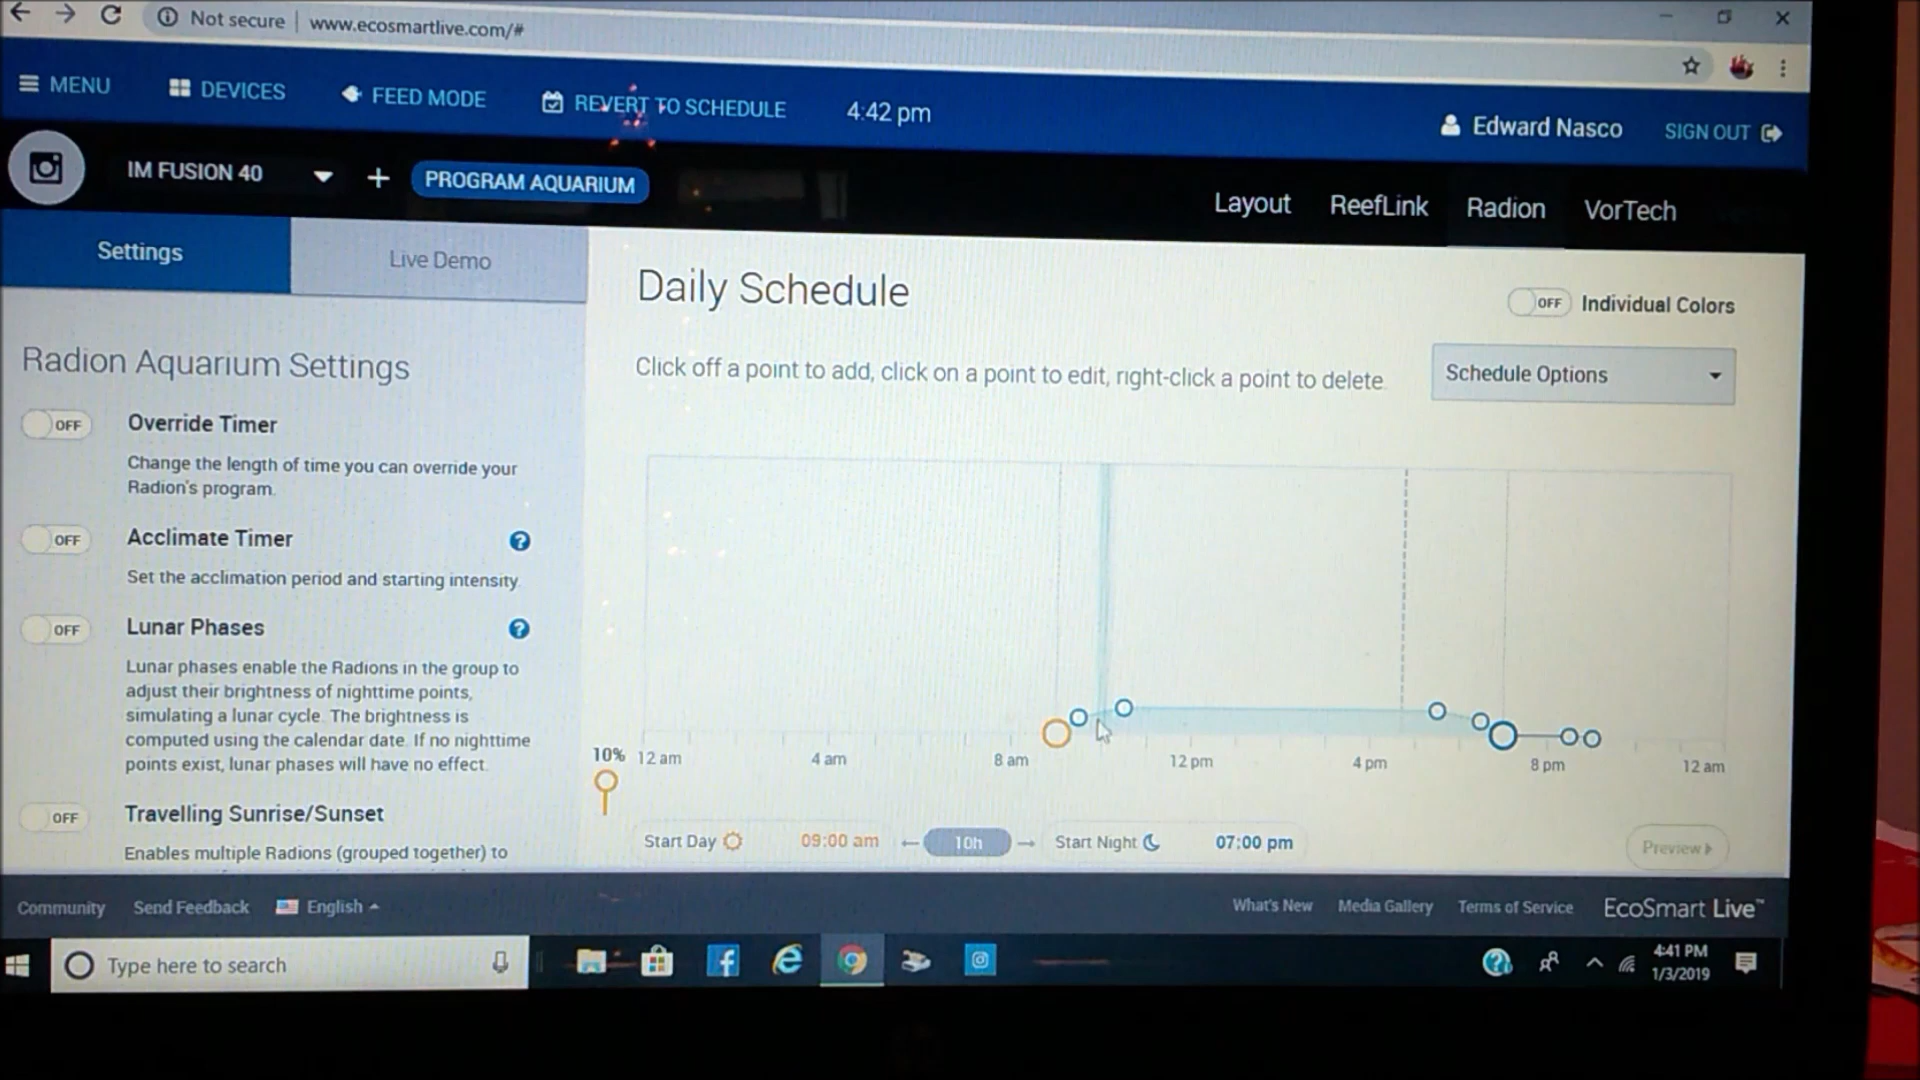 Not secure | www.ecosmartlive.com/#
MENU DEVICES FEED MODE REVERT TO SCHEDULE 4:42 pm Edward Nasco SIGN OUT
IM FUSION 40 + PROGRAM AQUARIUM Layout ReefLink Radion VorTech
Settings Live Demo
Daily Schedule
OFF Individual Colors
Click off a point to add, click on a point to edit, right-click a point to delete
Schedule Options
Radion Aquarium Settings
OFF Override Timer
Change the length of time you can override your
Radion's program.
OFF Acclimate Timer ?
Set the acclimation period and starting intensity
OFF Lunar Phases ?
Lunar phases enable the Radions in the group to
adjust their brightness of nighttime points,
simulating a lunar cycle. The brightness is
computed using the calendar date. If no nighttime
points exist, lunar phases will have no effect.
OFF Travelling Sunrise/Sunset
Enables multiple Radions (grouped together) to
10% 12 am 4 am 8 am 12 pm 4 pm 8 pm 12 am
Start Day 09:00 am 10h Start Night 07:00 pm Preview
Community Send Feedback English What's New Media Gallery Terms of Service EcoSmart Live™
Type here to search
4:41 PM
1/3/2019